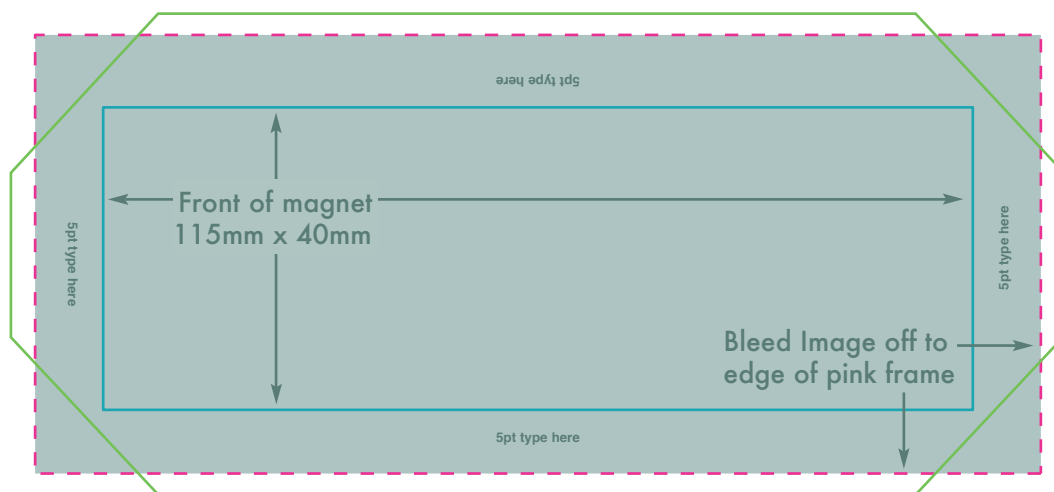 5pt type here
Front of magnet
115mm x 40mm
5pt type here
5pt type here
Bleed Image off to
edge of pink frame
5pt type here